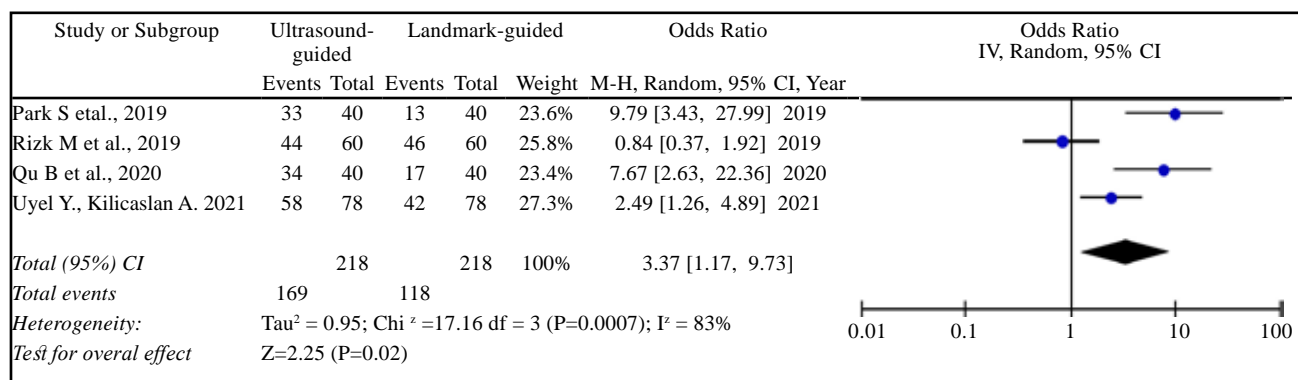 Study or Subgroup Ultrasound- Landmark-guided Odds Ratio Odds Ratio
guided IV, Random, 95% CI
Events Total Events Total Weight M-H, Random, 95% CI, Year
Park S etal., 2019 33 40 13 40 23.6% 9.79 [3.43, 27.99] 2019
Rizk M et al., 2019 44 60 46 60 25.8% 0.84 [0.37, 1.92] 2019
Qu B et al., 2020 34 40 17 40 23.4% 7.67 [2.63, 22.36] 2020
Uyel Y., Kilicaslan A. 2021 58 78 42 78 27.3% 2.49 [1.26, 4.89] 2021
Total (95%) CI 218 218 100% 3.37 [1.17, 9.73]
Total events 169 118
Heterogeneity: Tau² = 0.95; Chi ᶻ =17.16 df = 3 (P=0.0007); Iᶻ = 83%
0.01 0.1 1 10 100
Test for overal effect Z=2.25 (P=0.02)